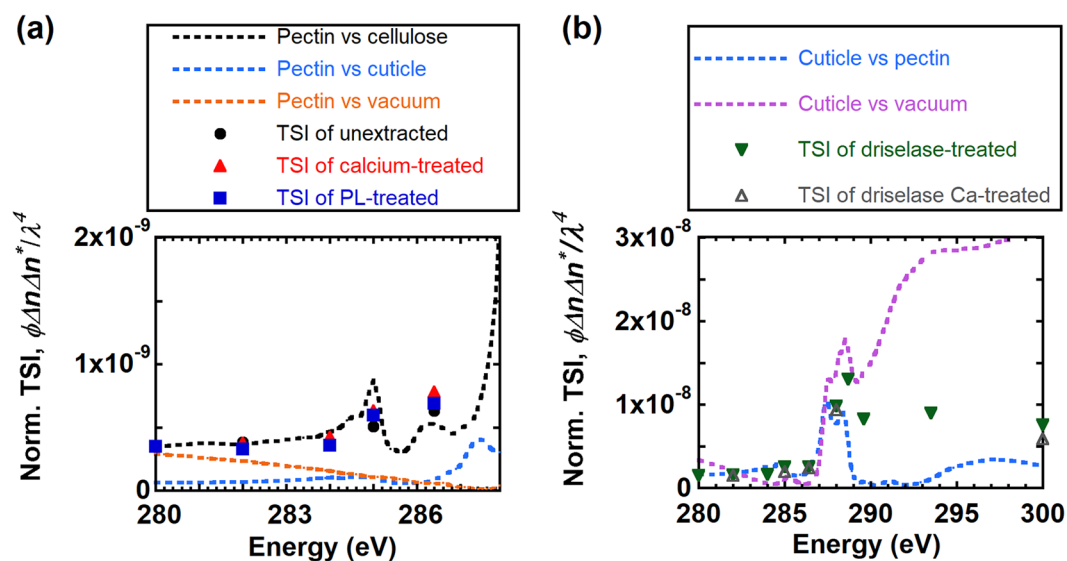 (a)
Pectin vs cellulose
Pectin vs cuticle
Pectin vs vacuum
TSI of unextracted
TSI of calcium-treated
TSI of PL-treated
Norm. TSI, ϕΔnΔn*/λ⁴
2x10⁻⁹
1x10⁻⁹
0
280
283
286
Energy (eV)
(b)
Cuticle vs pectin
Cuticle vs vacuum
TSI of driselase-treated
TSI of driselase Ca-treated
Norm. TSI, ϕΔnΔn*/λ⁴
3x10⁻⁸
2x10⁻⁸
1x10⁻⁸
0
280
285
290
295
300
Energy (eV)